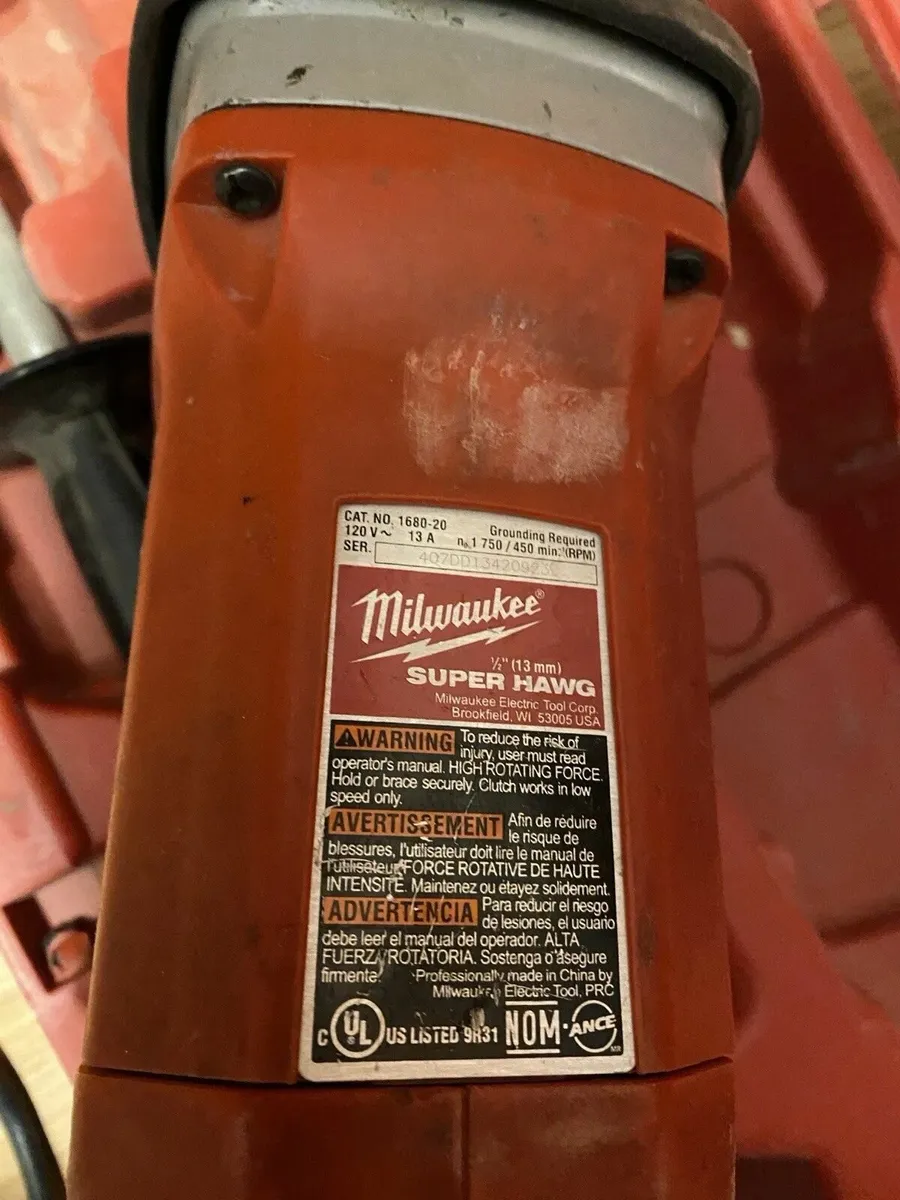 CAT. NO. 1680-20
120 V~ 13 A
Grounding Required
n₀ 1 750 / 450 min.⁻¹(RPM)
SER.
Milwaukee®
½" (13 mm)
SUPER HAWG
Milwaukee Electric Tool Corp.
Brookfield, WI 53005 USA
WARNING To reduce the risk of
injury, user must read
operator's manual. HIGH ROTATING FORCE.
Hold or brace securely. Clutch works in low
speed only.
AVERTISSEMENT Afin de réduire
le risque de
blessures, l'utilisateur doit lire le manuel de
l'utilisateur. FORCE ROTATIVE DE HAUTE
INTENSITÉ. Maintenez ou étayez solidement.
ADVERTENCIA Para reducir el riesgo
de lesiones, el usuario
debe leer el manual del operador. ALTA
FUERZA ROTATORIA. Sostenga o asegure
firmente. Professionally made in China by
Milwaukee Electric Tool, PRC
C UL® US LISTED 9R31 NOM-ANCE